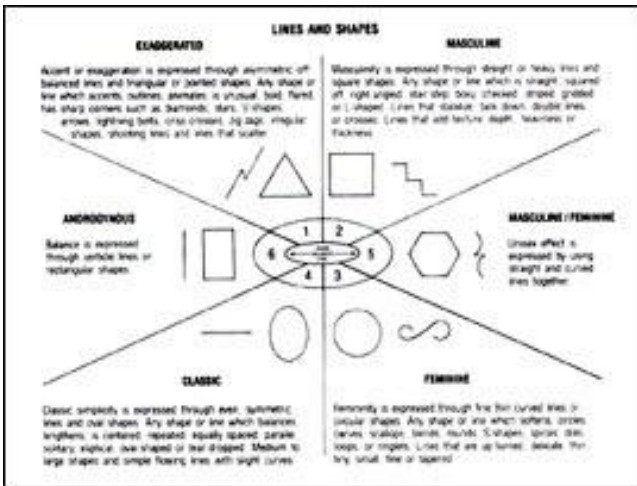 LINES AND SHAPES
EXAGGERATED
Accent or exaggeration is expressed through asymmetric off-
balanced lines and triangular or pointed shapes. Any shape or
line which accents, outlines, animates, is unusual, bold, flared,
has sharp corners such as diamonds, stars, V-shapes,
arrows, lightning bolts, criss crosses, zig zags, irregular
shapes, shooting lines and lines that scatter.
MASCULINE
Masculinity is expressed through straight or heavy lines and
square shapes. Any shape or line which is straight, squared
off, right-angled, stair step, boxy, checked, striped, gridded
or L-shaped. Lines that double lines
or crosses. Lines that add texture, depth, heaviness or
thickness.
ANDRODYNOUS
Balance is expressed
through verticle lines or
rectangular shapes.
1 2
6 5
4 3
MASCULINE/FEMININE
Unisex effect is
expressed by using
straight and curved
lines together.
CLASSIC
Classic simplicity is expressed through even, symmetric
lines and oval shapes. Any shape or line which balances,
lengthens, is centered, repeated, equally spaced, parallel,
solitary, eliptical, oval shaped or tear dropped. Medium to
large shapes and simple flowing lines with slight curves.
FEMININE
Femininity is expressed through fine thin curved lines or
circular shapes. Any shape or line which softens, circles,
curves, scallops, bends, rounds, S-shapes, spirals, dots,
loops, or ringlets. Lines that are up-turned, delicate, thin,
tiny, small, fine or tapered.